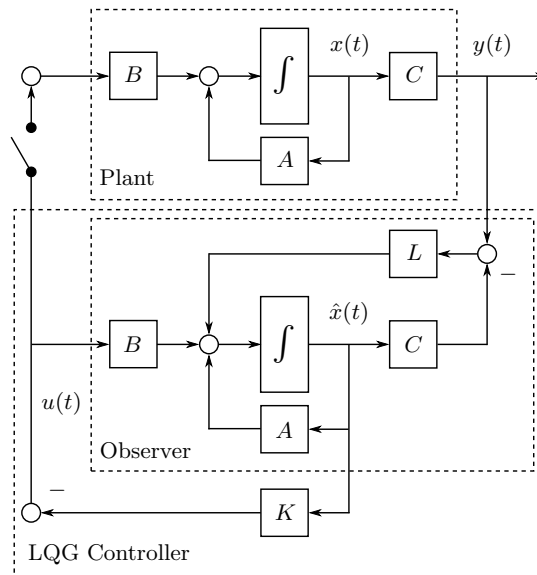 x(t) y(t)
B ∫ C
A
Plant
L
−
x̂(t)
B ∫ C
u(t)
A
Observer
−
K
LQG Controller